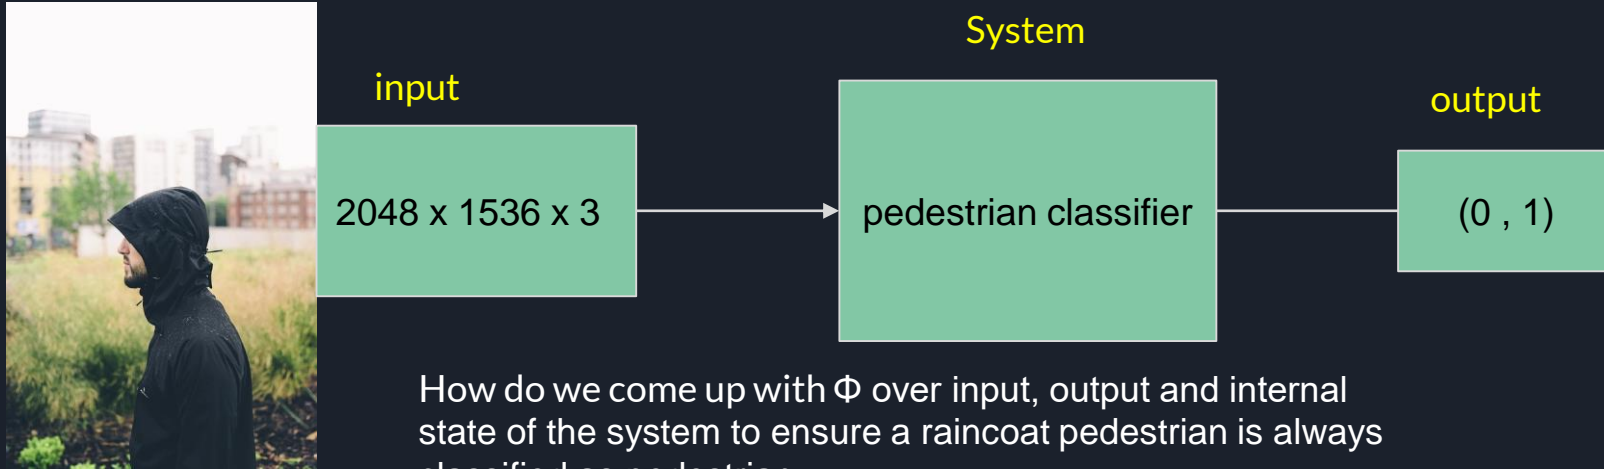 System
input
output
2048 x 1536 x 3
pedestrian classifier
(0 , 1)
How do we come up with Φ over input, output and internal
state of the system to ensure a raincoat pedestrian is always